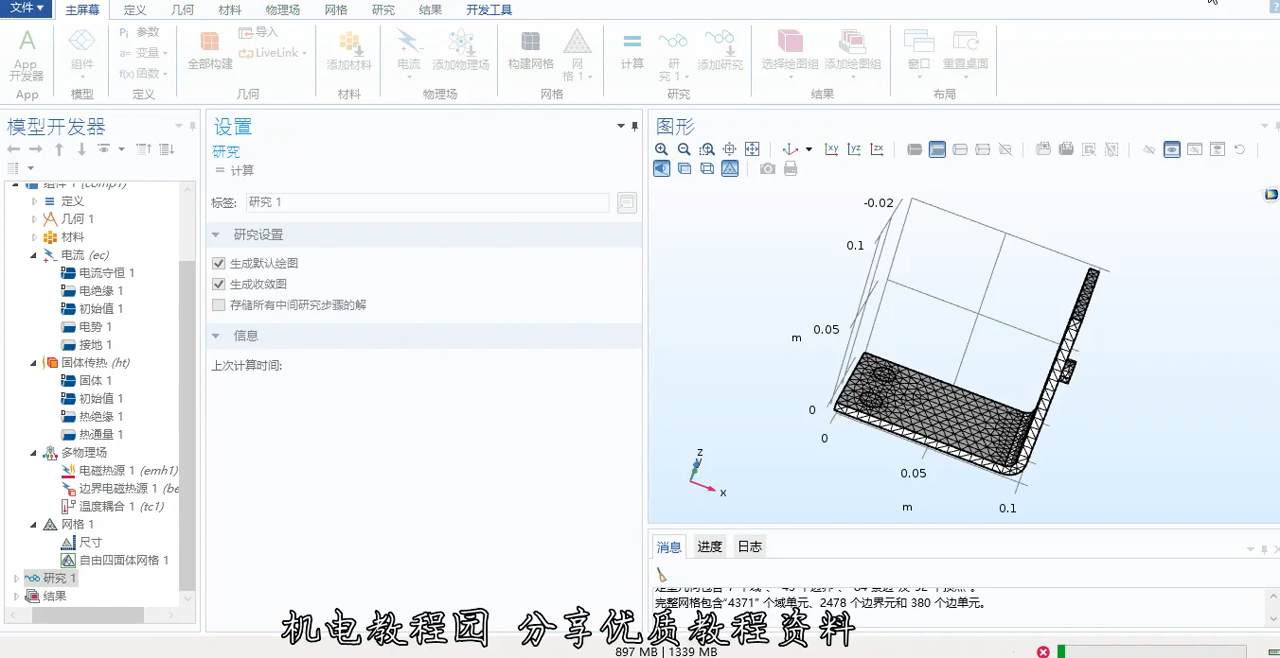 文件▼ 主屏幕 定义 几何 材料 物理场 网格 研究 结果 开发工具
A
App
开发器
App
组件
模型
Pi 参数
a= 变量
f(x) 函数
定义
全部构建
导入
LiveLink
几何
添加材料
材料
电流
添加物理场
物理场
构建网格
网
格 1
网格
计算
研
究 1
添加研究
研究
选择绘图组
添加绘图组
结果
窗口
重置桌面
布局
模型开发器
组件 1 (comp1)
定义
几何 1
材料
电流 (ec)
电流守恒 1
电绝缘 1
初始值 1
电势 1
接地 1
固体传热 (ht)
固体 1
初始值 1
热绝缘 1
热通量 1
多物理场
电磁热源 1 (emh1)
边界电磁热源 1 (be
温度耦合 1 (tc1)
网格 1
尺寸
自由四面体网格 1
研究 1
结果
设置
研究
= 计算
标签: 研究 1
研究设置
生成默认绘图
生成收敛图
存储所有中间研究步骤的解
信息
上次计算时间:
图形
xy yz zx
-0.02
0.1
0.05
m
0
0
0.05
m
0.1
z
y
x
消息 进度 日志
完整网格包含"4371" 个域单元、2478 个边界元和 380 个边单元。
机电教程园 分享优质教程资料
897 MB | 1339 MB